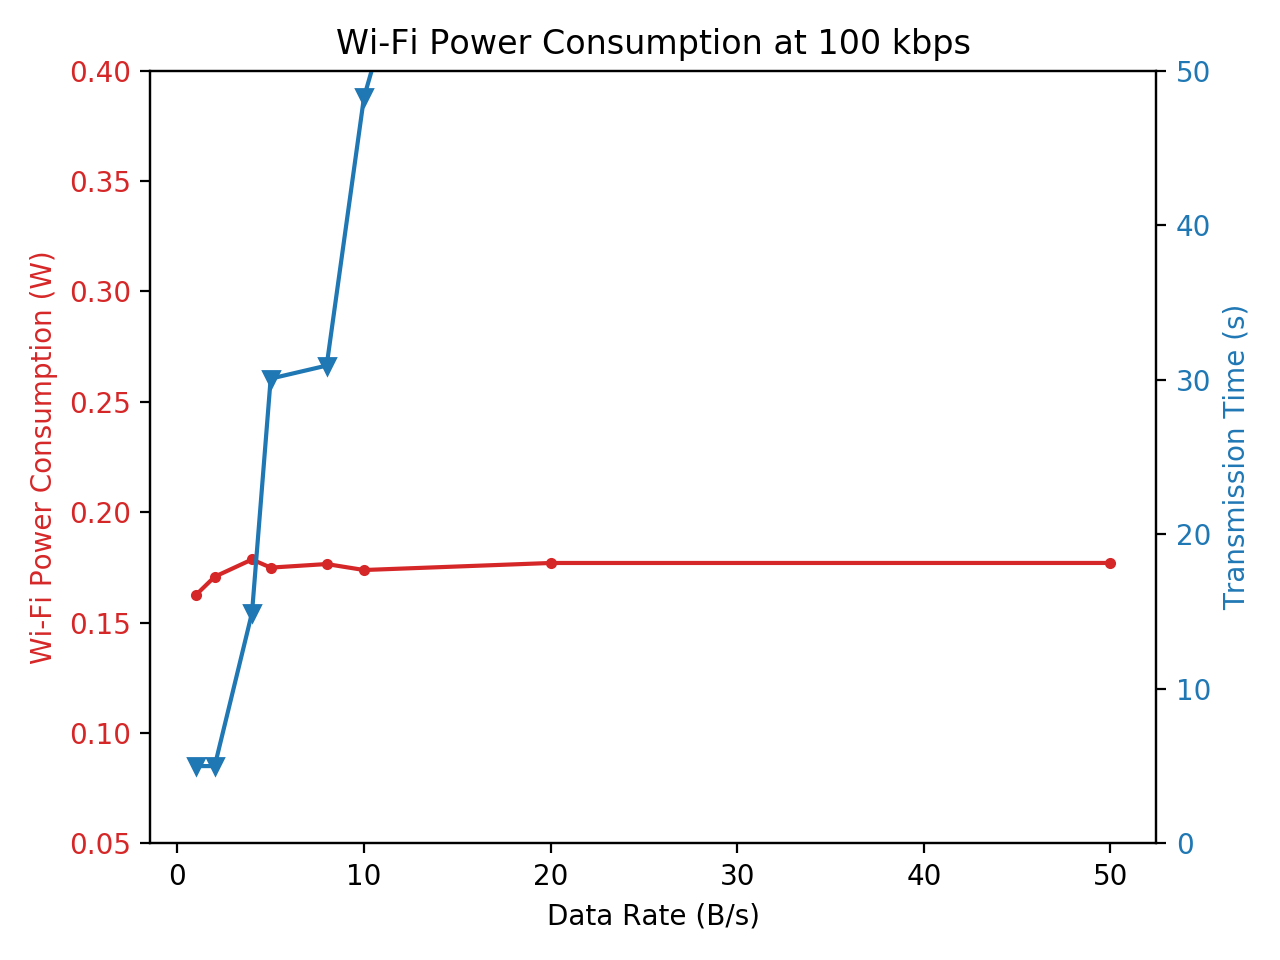 Wi-Fi Power Consumption at 100 kbps
0.40
0.35
0.30
0.25
0.20
0.15
0.10
0.05
Wi-Fi Power Consumption (W)
50
40
30
20
10
0
Transmission Time (s)
0 10 20 30 40 50
Data Rate (B/s)